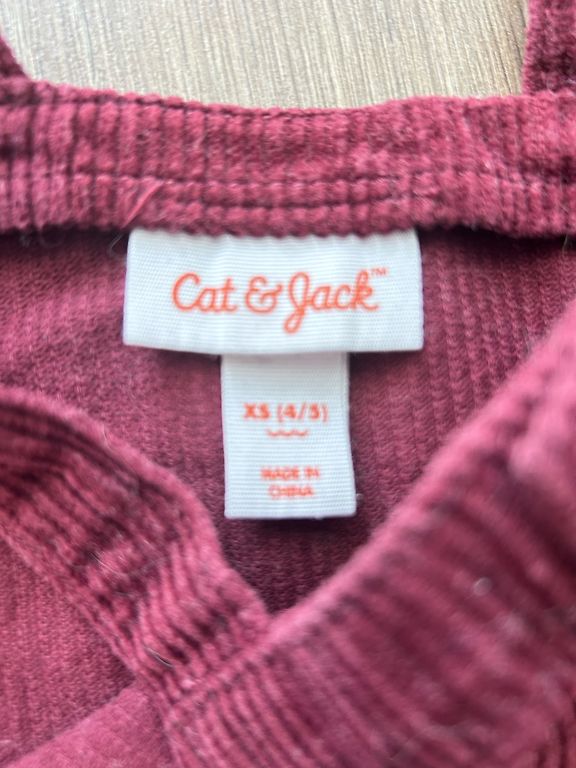 Cat & Jack™
XS (4/5)
MADE IN
CHINA